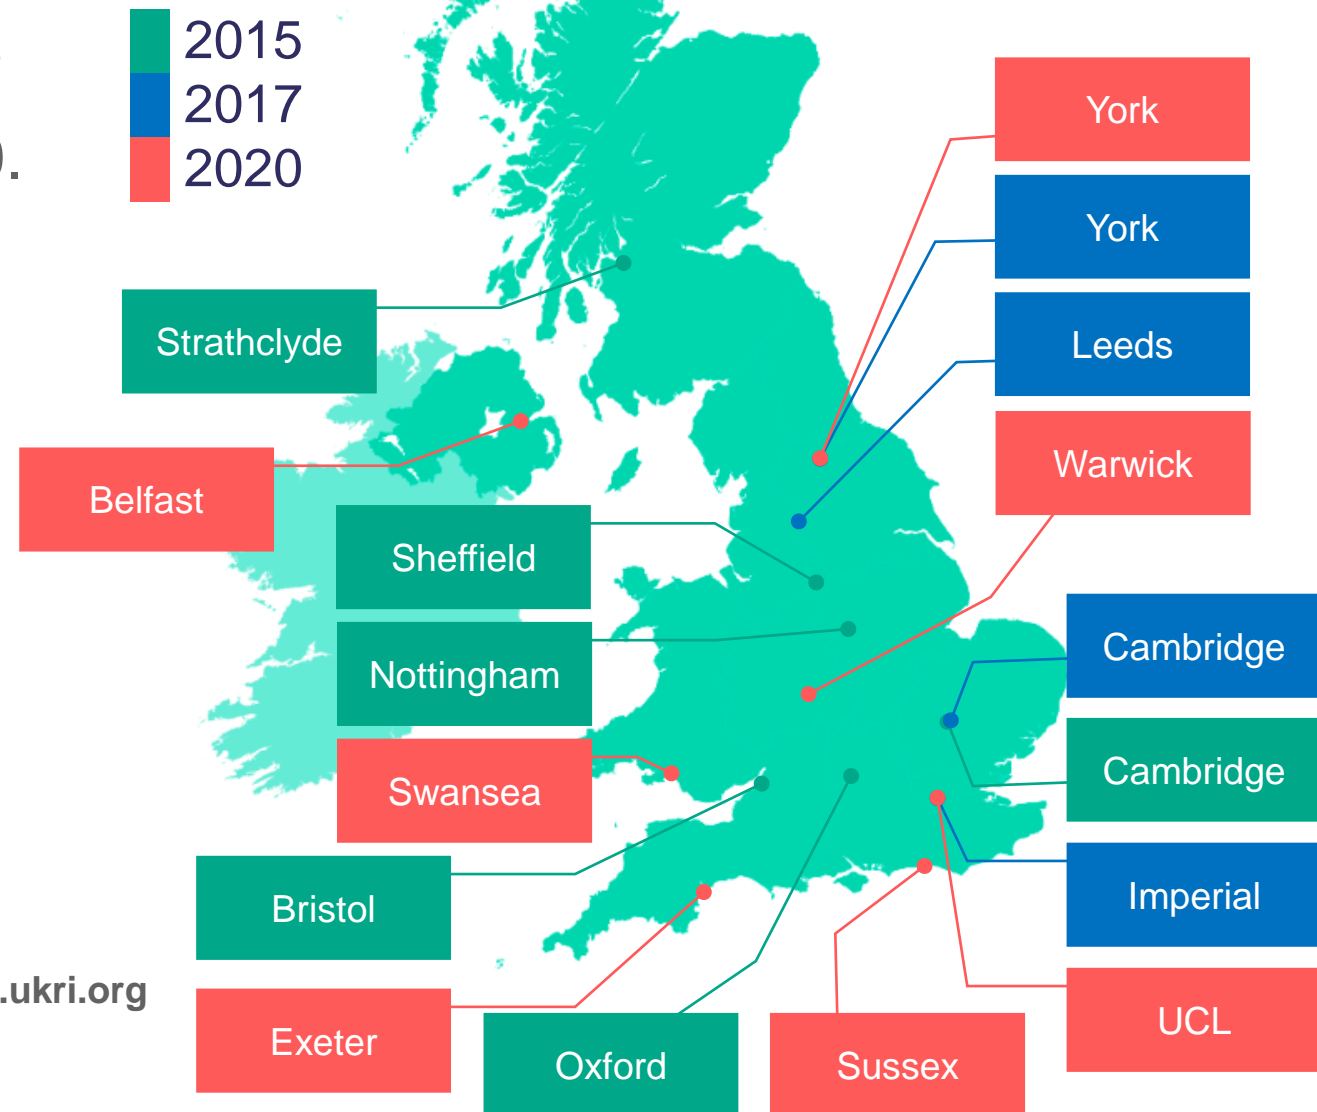 2015
2017
2020
).
York
York
Strathclyde
Leeds
Warwick
Belfast
Sheffield
Cambridge
Nottingham
Cambridge
Swansea
Imperial
Bristol
.ukri.org
UCL
Exeter
Oxford
Sussex